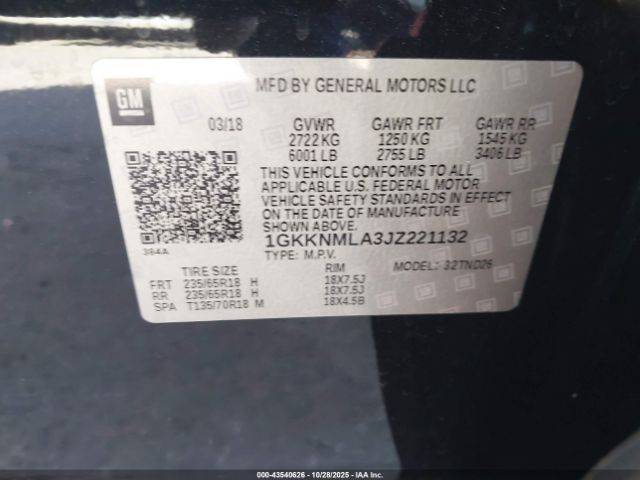 GM
MFD BY GENERAL MOTORS LLC
03/18 GVWR GAWR FRT GAWR RR
2722 KG 1250 KG 1545 KG
6001 LB 2755 LB 3406 LB
THIS VEHICLE CONFORMS TO ALL
APPLICABLE U.S. FEDERAL MOTOR
VEHICLE SAFETY STANDARDS IN EFFECT
ON THE DATE OF MANUFACTURE SHOWN ABOVE.
1GKKNMLA3JZ221132
384A
TYPE: M.P.V. MODEL: 32TND26
TIRE SIZE RIM
FRT 235/65R18 H 18X7.5J
RR 235/65R18 H 18X7.5J
SPA T135/70R18 M 18X4.5B
000-43540626 | 10/28/2025 - IAA Inc.